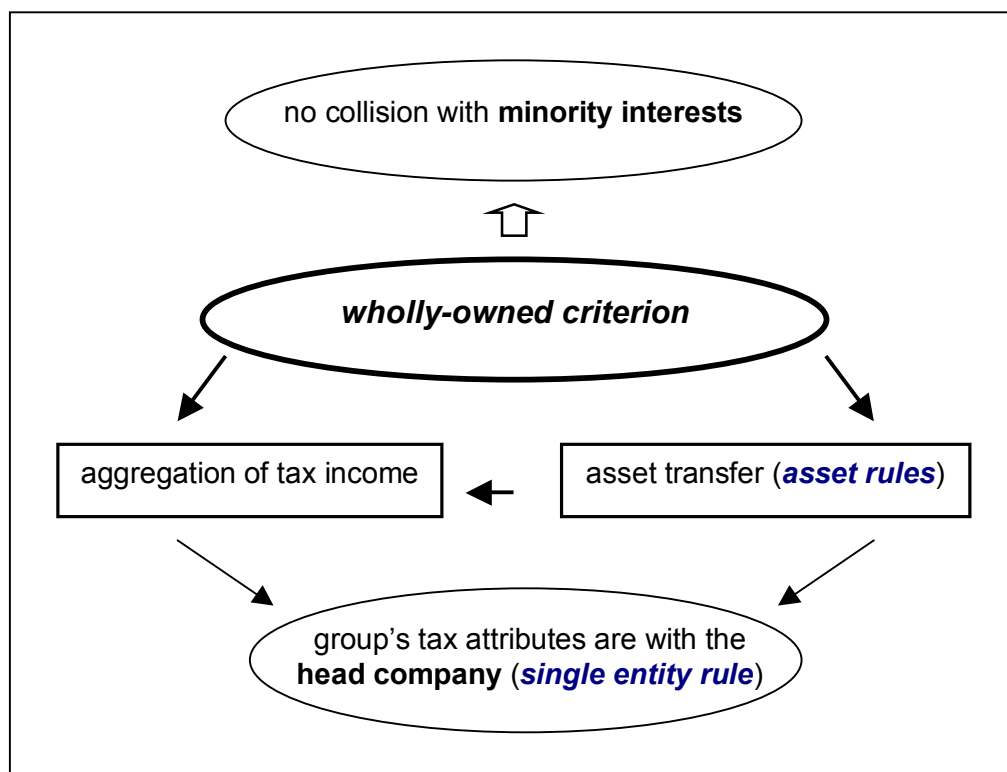 no collision with minority interests
wholly-owned criterion
aggregation of tax income
asset transfer (asset rules)
group's tax attributes are with the
head company (single entity rule)